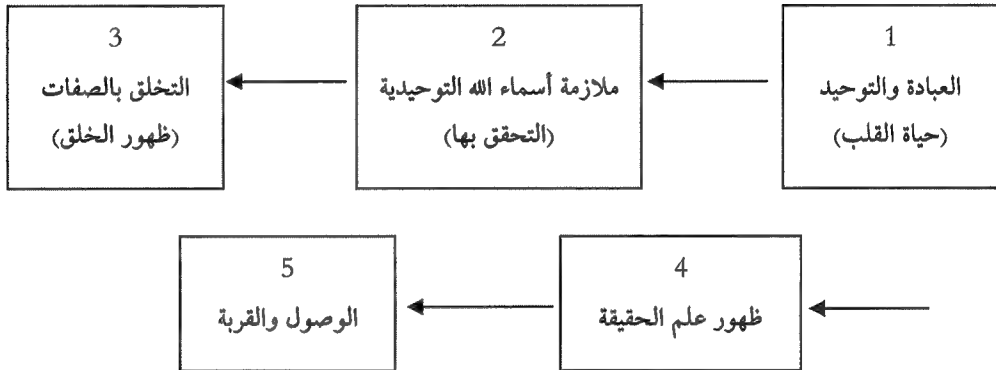 1
العبادة والتوحيد
(حياة القلب)
2
ملازمة أسماء الله التوحيدية
(التحقق بها)
3
التخلق بالصفات
(ظهور الخلق)
4
ظهور علم الحقيقة
5
الوصول والقربة